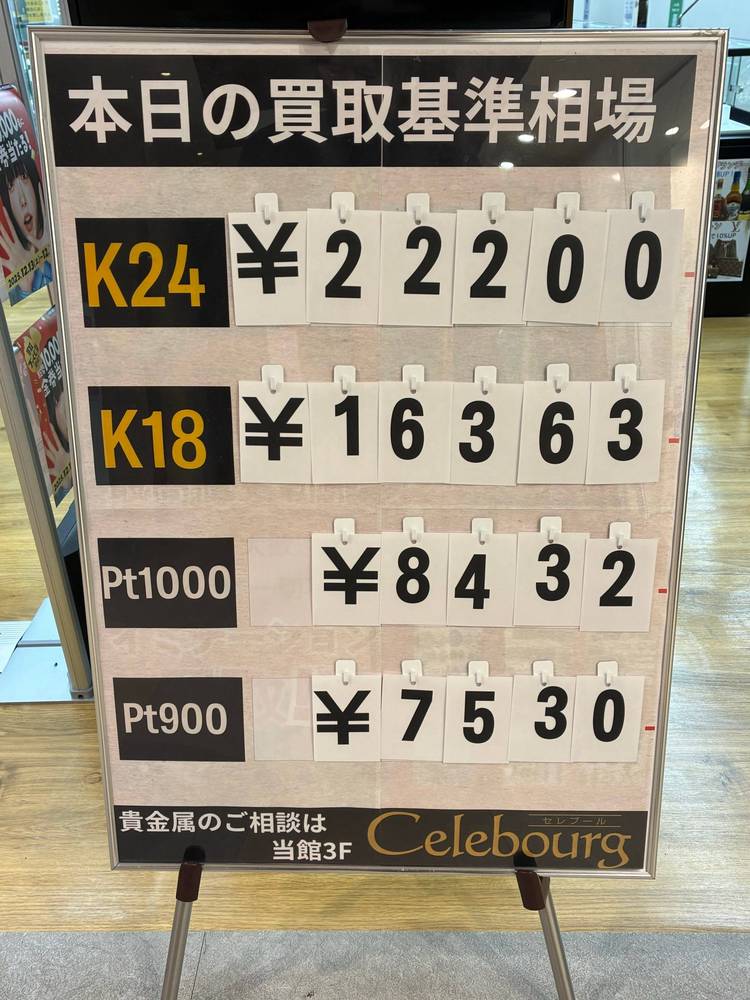 本日の買取基準相場
K24 ¥22200
K18 ¥16363
Pt1000 ¥8432
Pt900 ¥7530
貴金属のご相談は
当館3F
セレブール
Celebourg